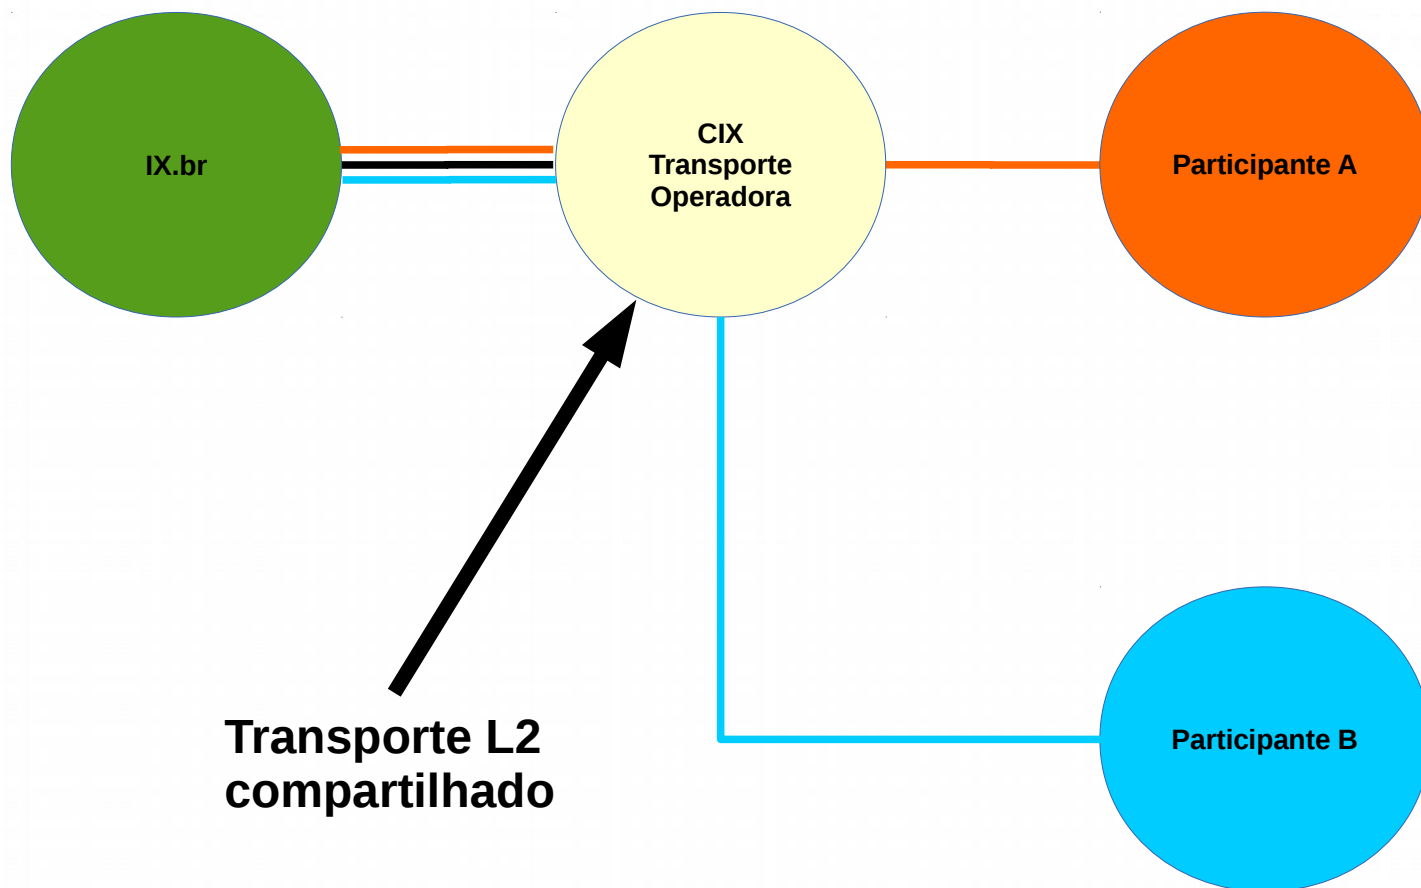 IX.br
CIX
Transporte
Operadora
Participante A
Transporte L2
compartilhado
Participante B